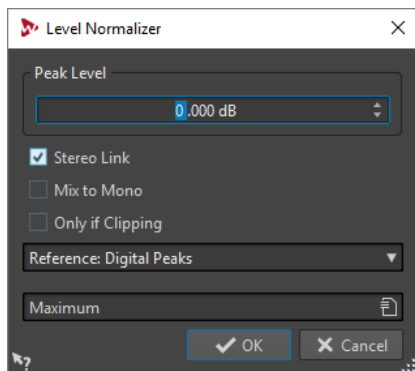 Level Normalizer
Peak Level
0.000 dB
Stereo Link
Mix to Mono
Only if Clipping
Reference: Digital Peaks
Maximum
OK
Cancel
?